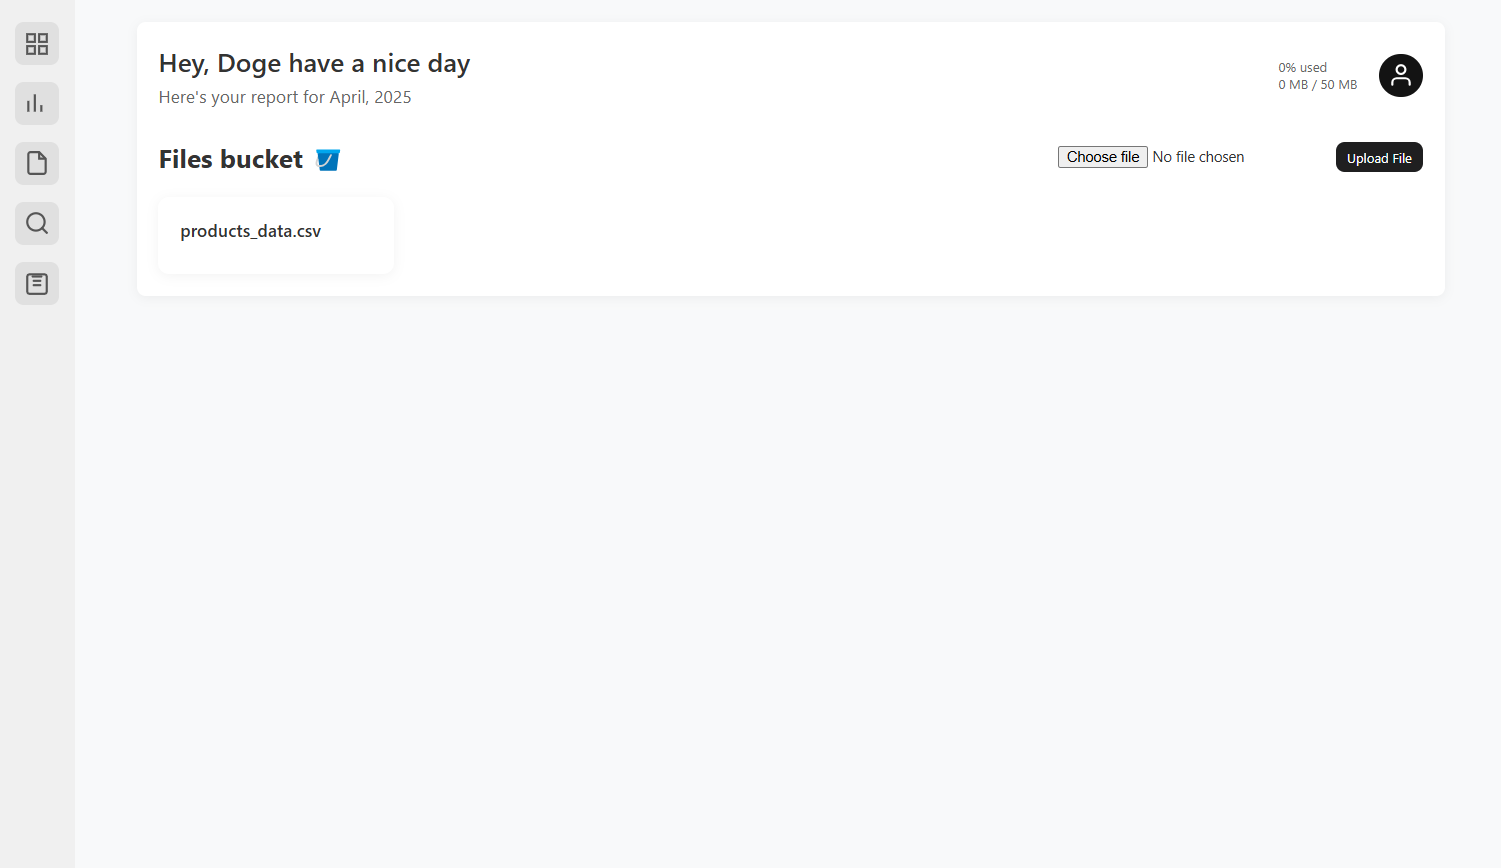 Hey, Doge have a nice day
Here's your report for April, 2025
0% used
0 MB / 50 MB
Files bucket
Choose file No file chosen
Upload File
products_data.csv